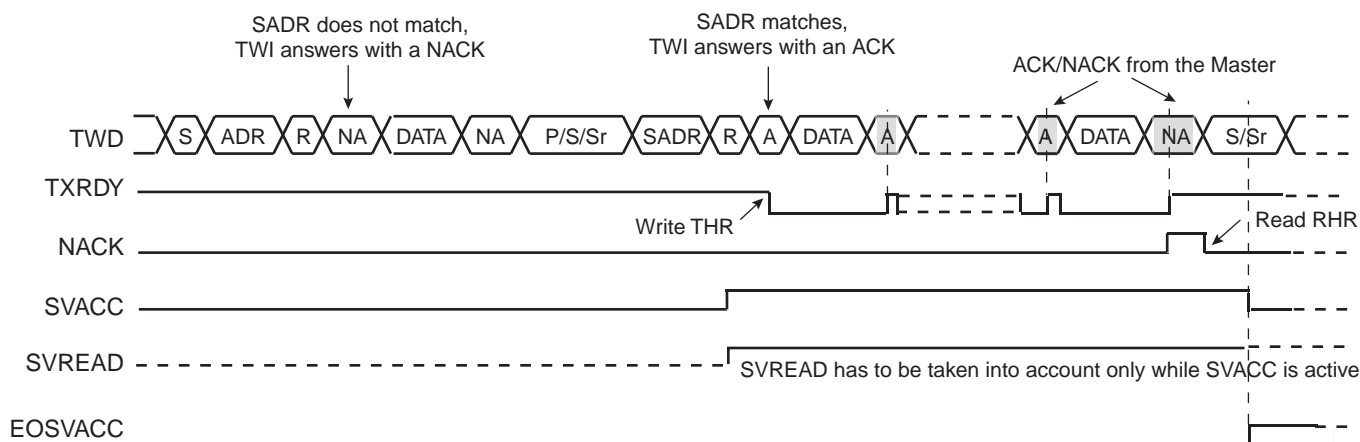 SADR does not match,
TWI answers with a NACK
SADR matches,
TWI answers with an ACK
ACK/NACK from the Master
TWD S ADR R NA DATA NA P/S/Sr SADR R A DATA A A DATA NA S/Sr
TXRDY
Write THR
Read RHR
NACK
SVACC
SVREAD
SVREAD has to be taken into account only while SVACC is active
EOSVACC